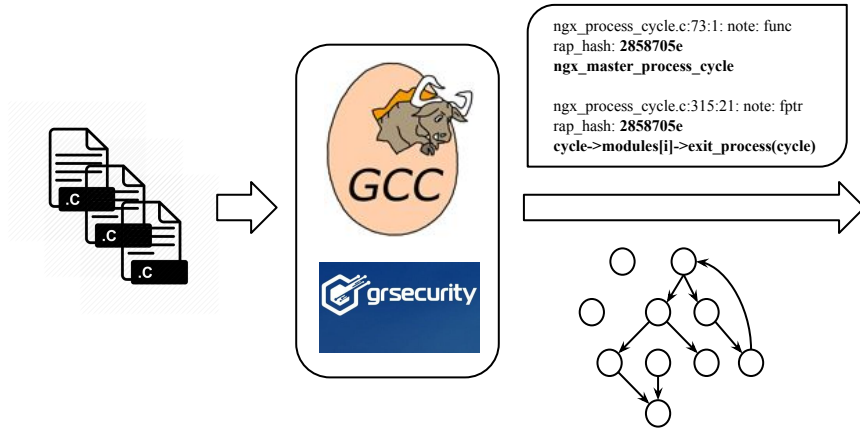 .C
.C
.C
GCC
grsecurity
ngx_process_cycle.c:73:1: note: func
rap_hash: 2858705e
ngx_master_process_cycle
ngx_process_cycle.c:315:21: note: fptr
rap_hash: 2858705e
cycle->modules[i]->exit_process(cycle)